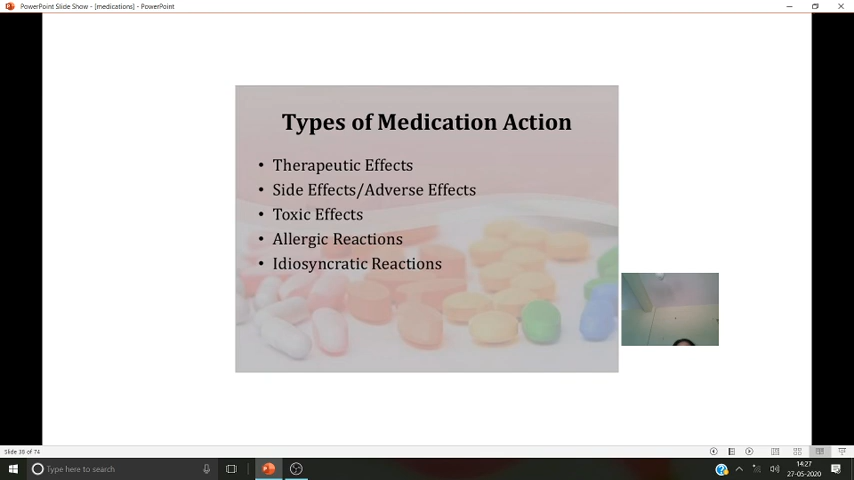 PowerPoint Slide Show - [medications] - PowerPoint
Types of Medication Action
• Therapeutic Effects
• Side Effects/Adverse Effects
• Toxic Effects
• Allergic Reactions
• Idiosyncratic Reactions
Slide 38 of 74
Type here to search
14:27
27-05-2020